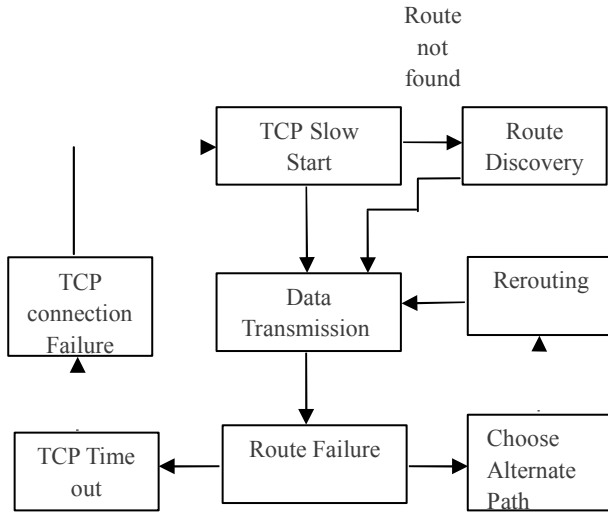 Route
not
found
TCP Slow
Start
Route
Discovery
TCP
connection
Failure
Data
Transmission
Rerouting
TCP Time
out
Route Failure
Choose
Alternate
Path